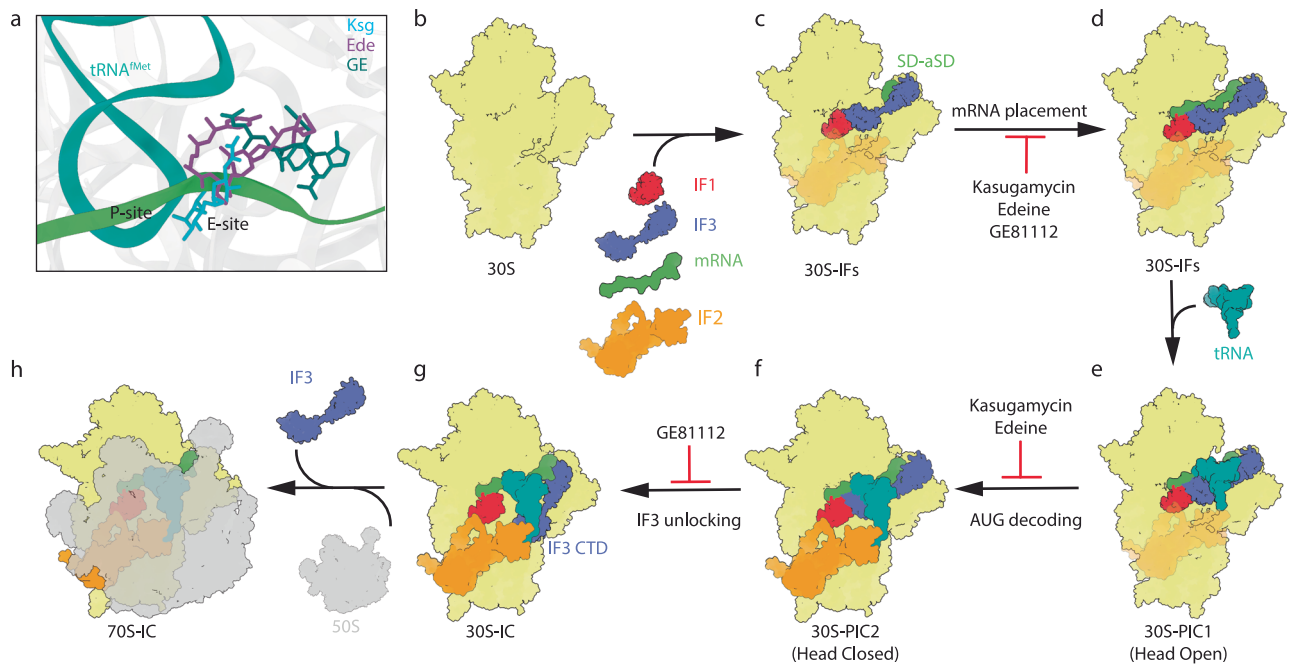 a
Ksg
Ede
GE
tRNAfMet
P-site
E-site
b
30S
IF1
IF3
mRNA
IF2
c
SD-aSD
30S-IFs
mRNA placement
Kasugamycin
Edeine
GE81112
d
30S-IFs
tRNA
e
30S-PIC1
(Head Open)
Kasugamycin
Edeine
AUG decoding
f
30S-PIC2
(Head Closed)
GE81112
IF3 unlocking
g
IF3 CTD
30S-IC
IF3
50S
h
70S-IC